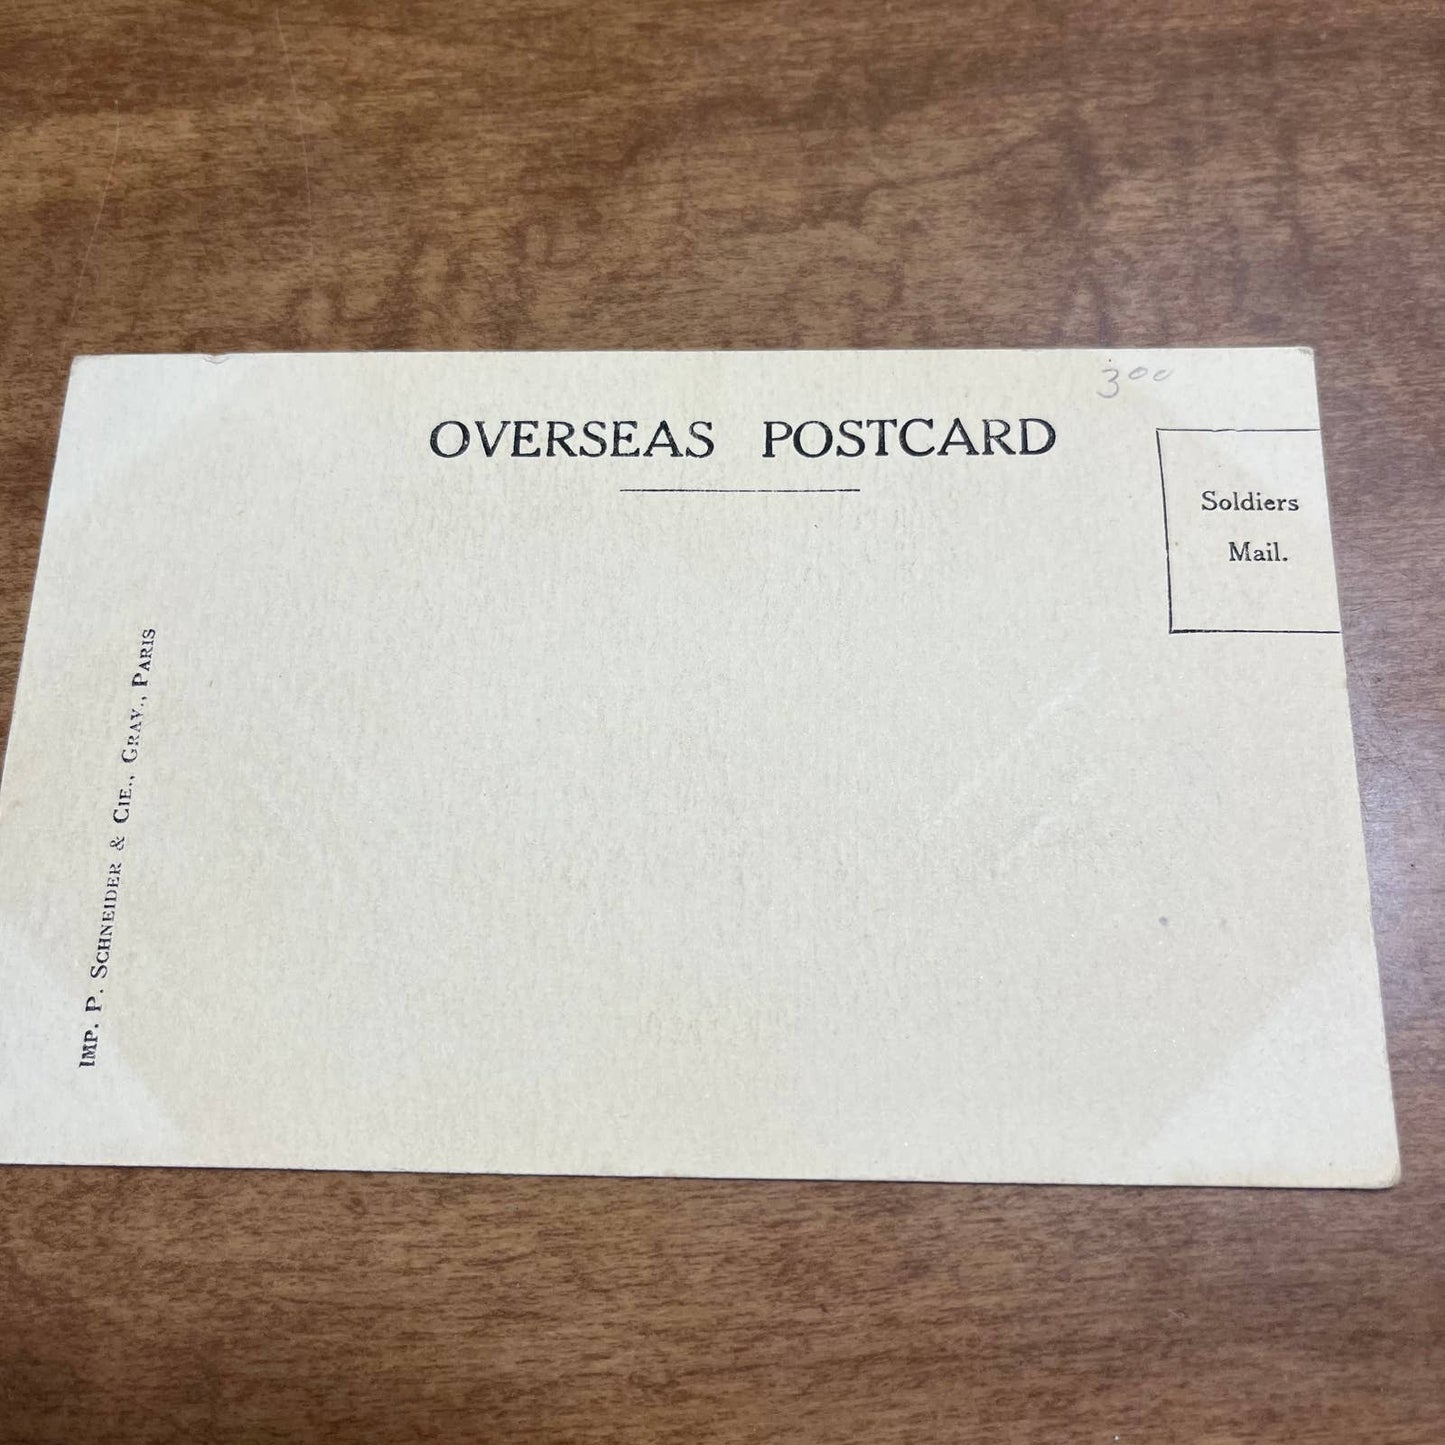 3⁰⁰
OVERSEAS POSTCARD
Soldiers
Mail.
IMP. P. SCHNEIDER & CIE., GRAV., PARIS